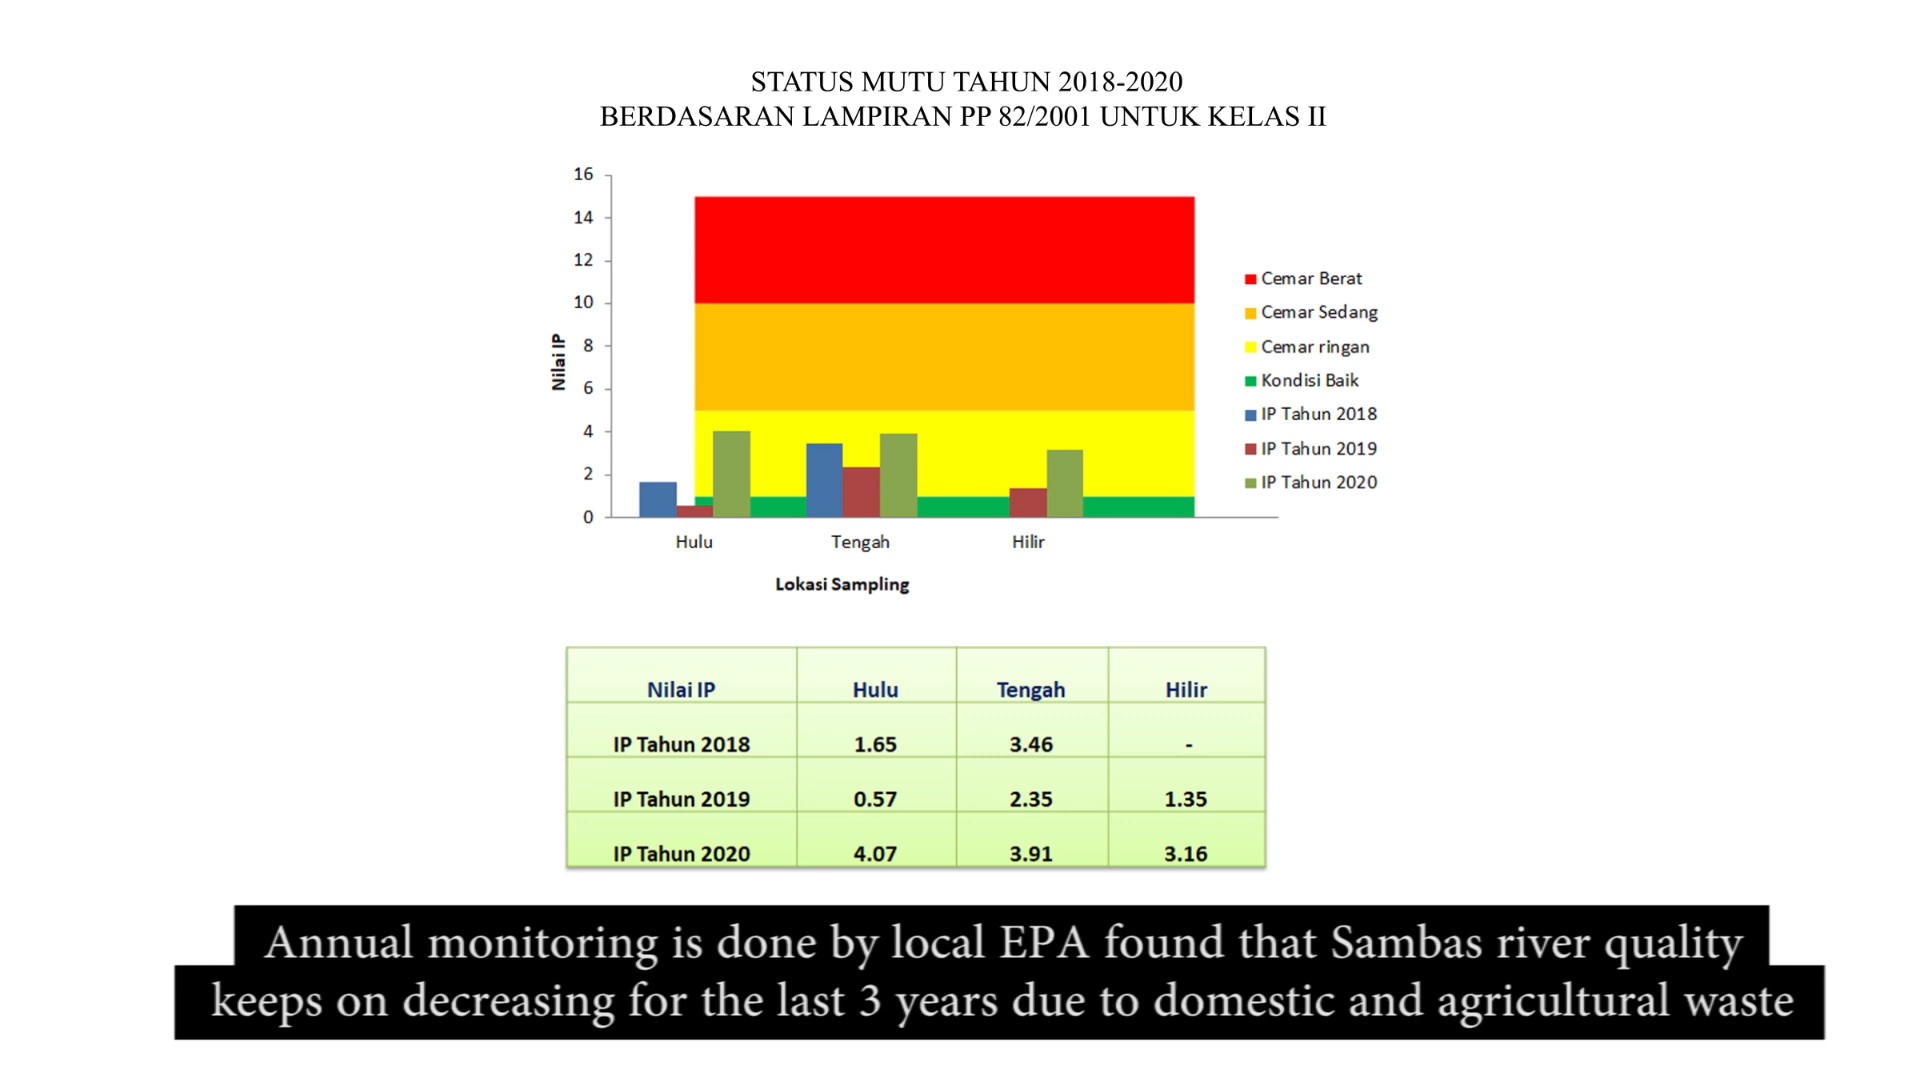 STATUS MUTU TAHUN 2018-2020
BERDASARAN LAMPIRAN PP 82/2001 UNTUK KELAS II
16
14
12
10
8
6
4
2
0
Nilai IP
Hulu Tengah Hilir
Lokasi Sampling
Cemar Berat
Cemar Sedang
Cemar ringan
Kondisi Baik
IP Tahun 2018
IP Tahun 2019
IP Tahun 2020
Nilai IP Hulu Tengah Hilir
IP Tahun 2018 1.65 3.46 -
IP Tahun 2019 0.57 2.35 1.35
IP Tahun 2020 4.07 3.91 3.16
Annual monitoring is done by local EPA found that Sambas river quality
keeps on decreasing for the last 3 years due to domestic and agricultural waste